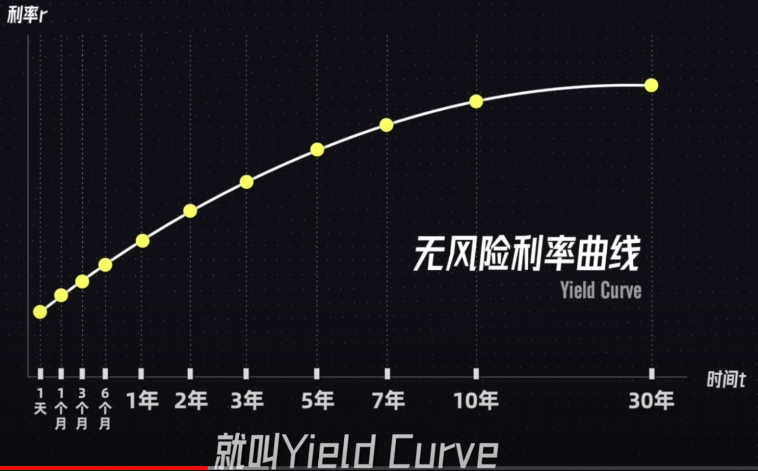 利率r
无风险利率曲线
Yield Curve
时间t
1天
1个月
3个月
6个月
1年
2年
3年
5年
7年
10年
30年
就叫Yield Curve